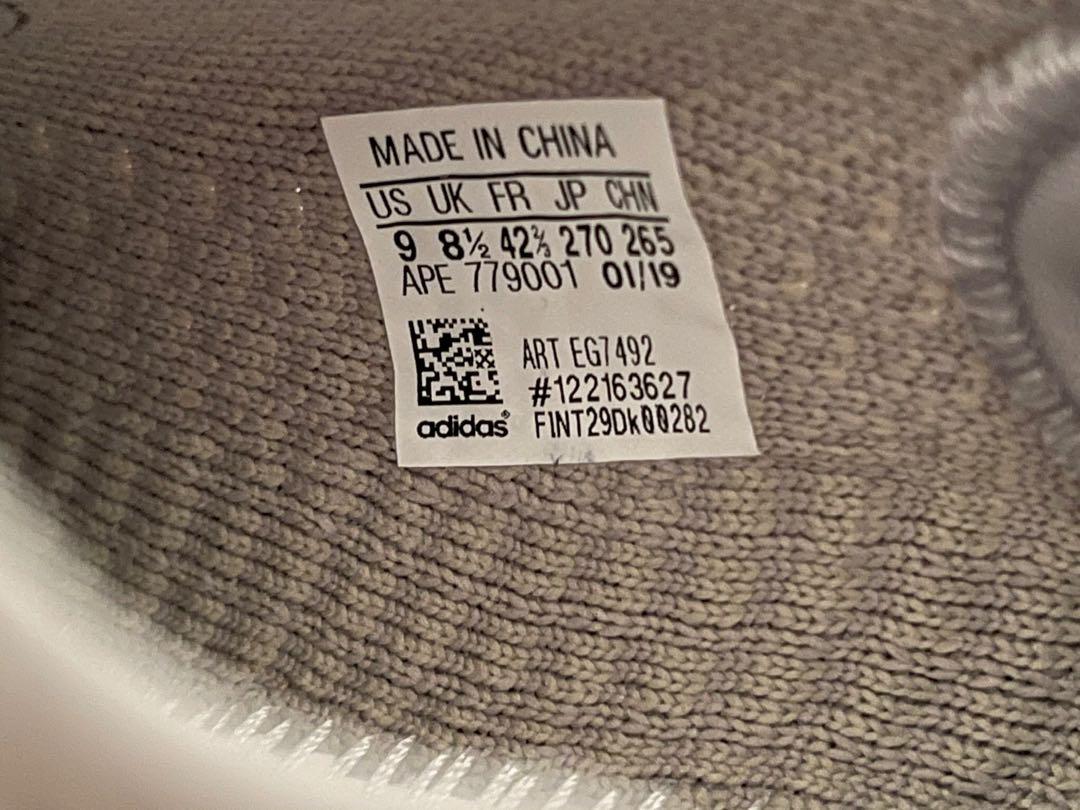 MADE IN CHINA
US UK FR JP CHN
9 8½ 42⅔ 270 265
APE 779001 01/19
ART EG7492
#122163627
adidas® FINT29Dk00282